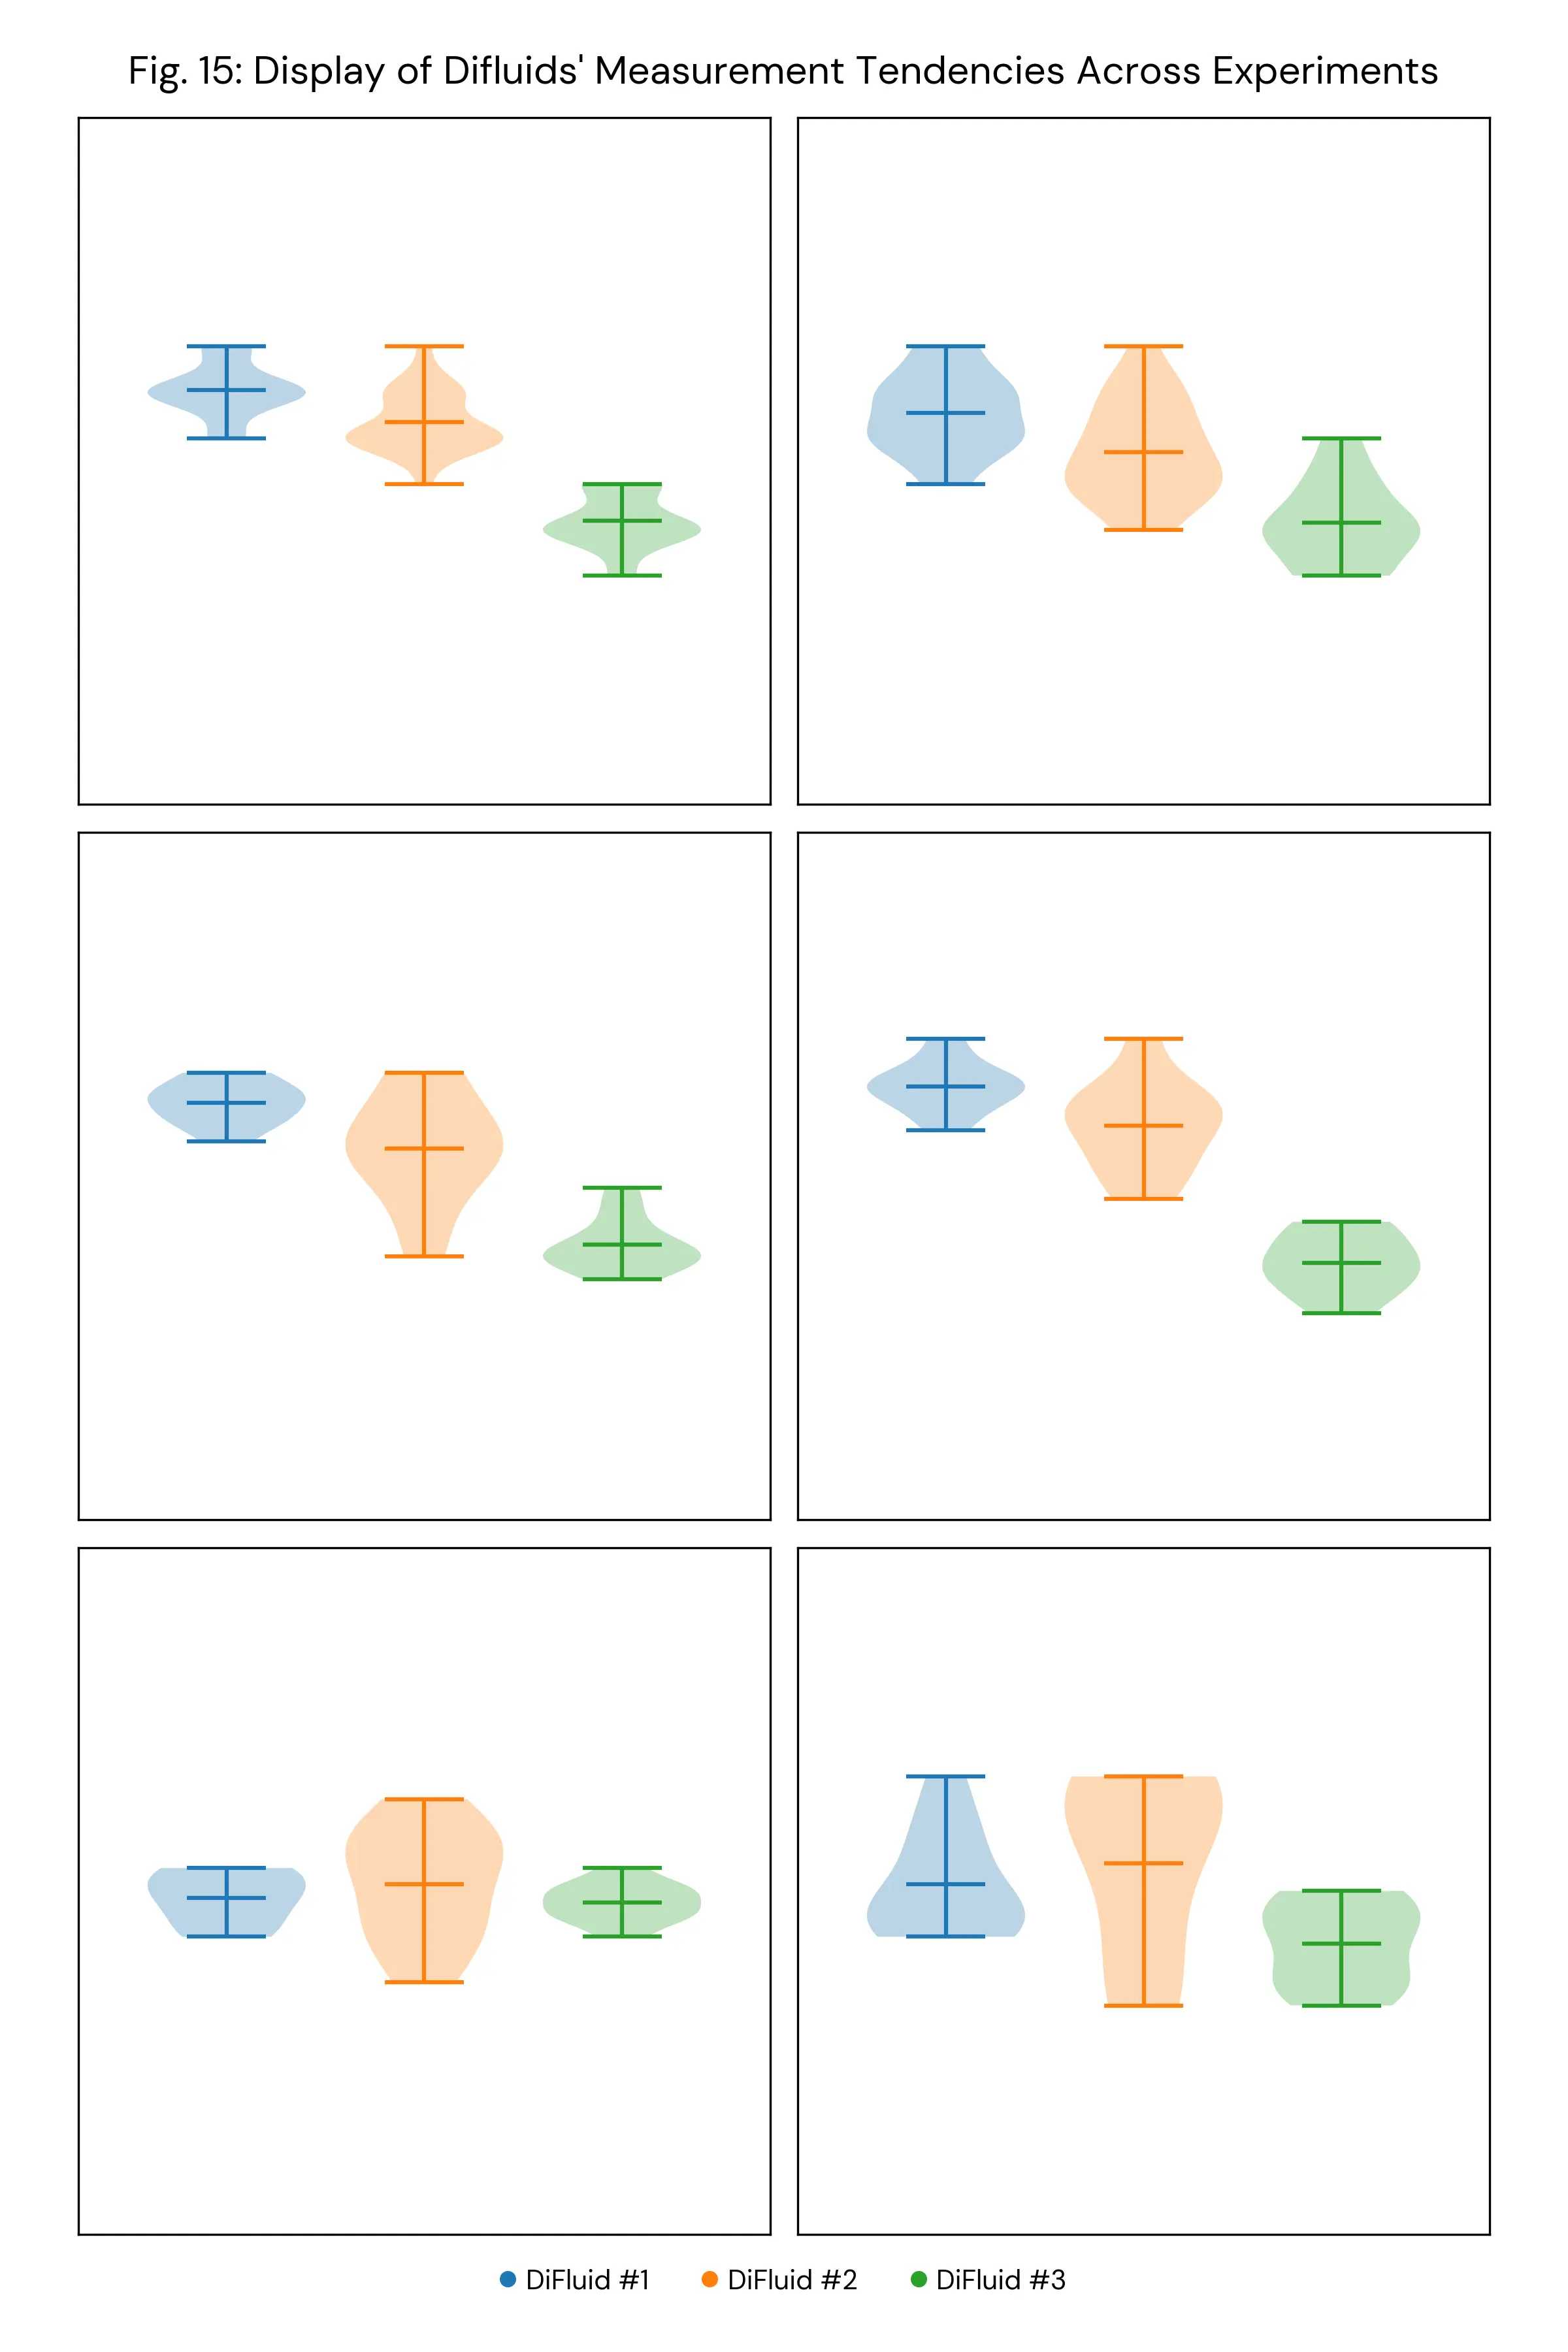 Fig. 15: Display of Difluids' Measurement Tendencies Across Experiments
DiFluid #1 DiFluid #2 DiFluid #3